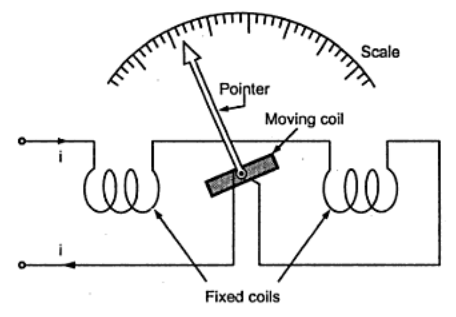 Scale
Pointer
Moving coil
i
i
Fixed coils